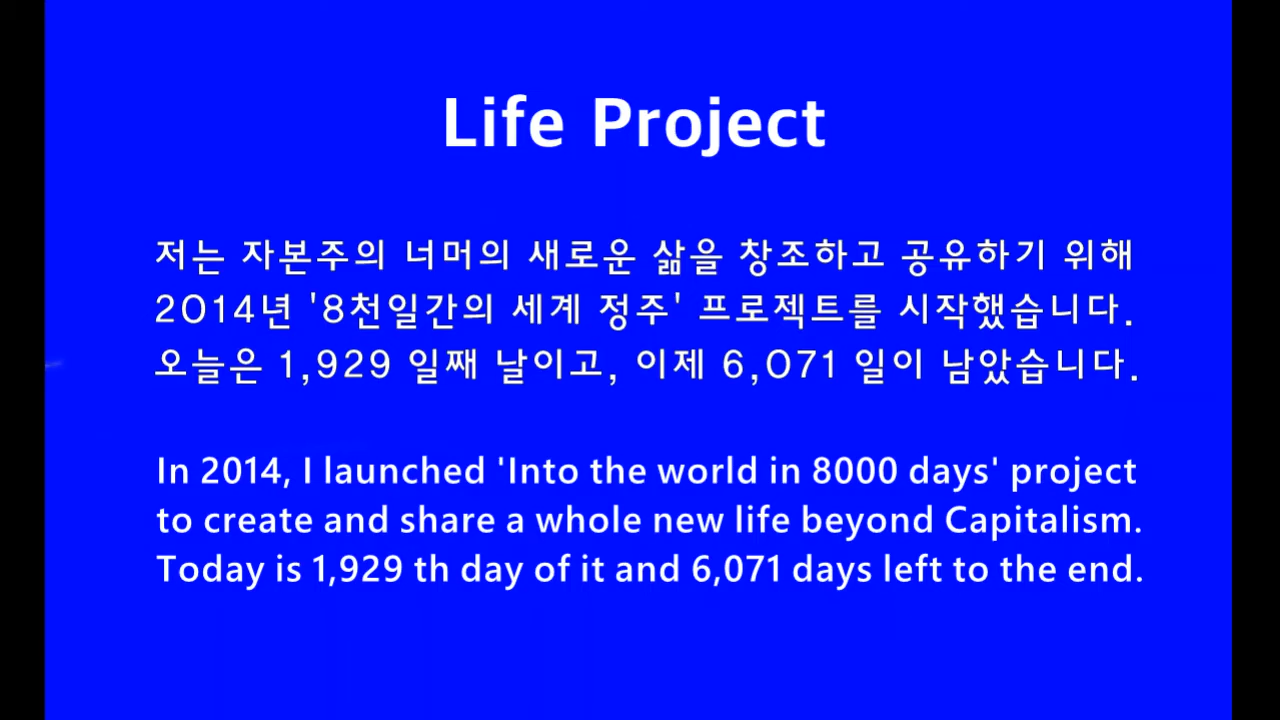 Life Project
저는 자본주의 너머의 새로운 삶을 창조하고 공유하기 위해
2014년 '8천일간의 세계 정주' 프로젝트를 시작했습니다.
오늘은 1,929 일째 날이고, 이제 6,071 일이 남았습니다.
In 2014, I launched 'Into the world in 8000 days' project
to create and share a whole new life beyond Capitalism.
Today is 1,929 th day of it and 6,071 days left to the end.